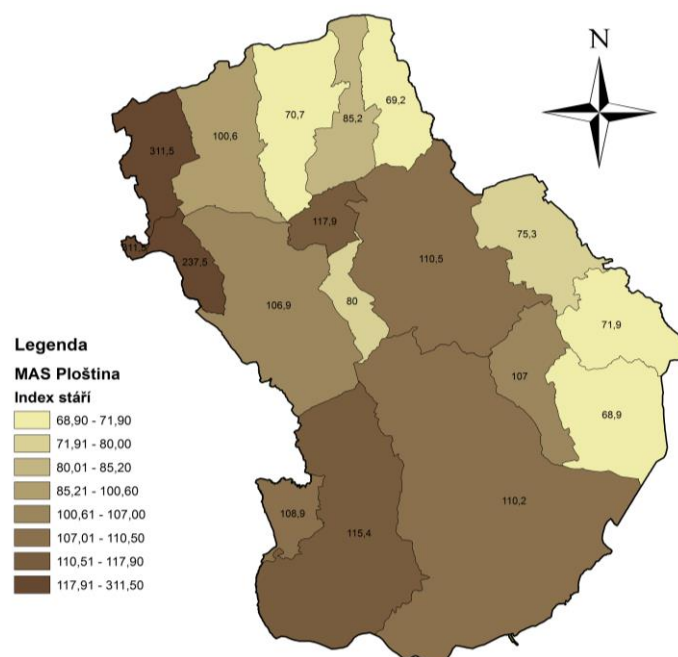 N
70,7
85,2
69,2
100,6
311,5
117,9
75,3
110,5
311,5
237,5
106,9
80
71,9
107
68,9
110,2
108,9
115,4
Legenda
MAS Ploština
Index stáří
68,90 - 71,90
71,91 - 80,00
80,01 - 85,20
85,21 - 100,60
100,61 - 107,00
107,01 - 110,50
110,51 - 117,90
117,91 - 311,50